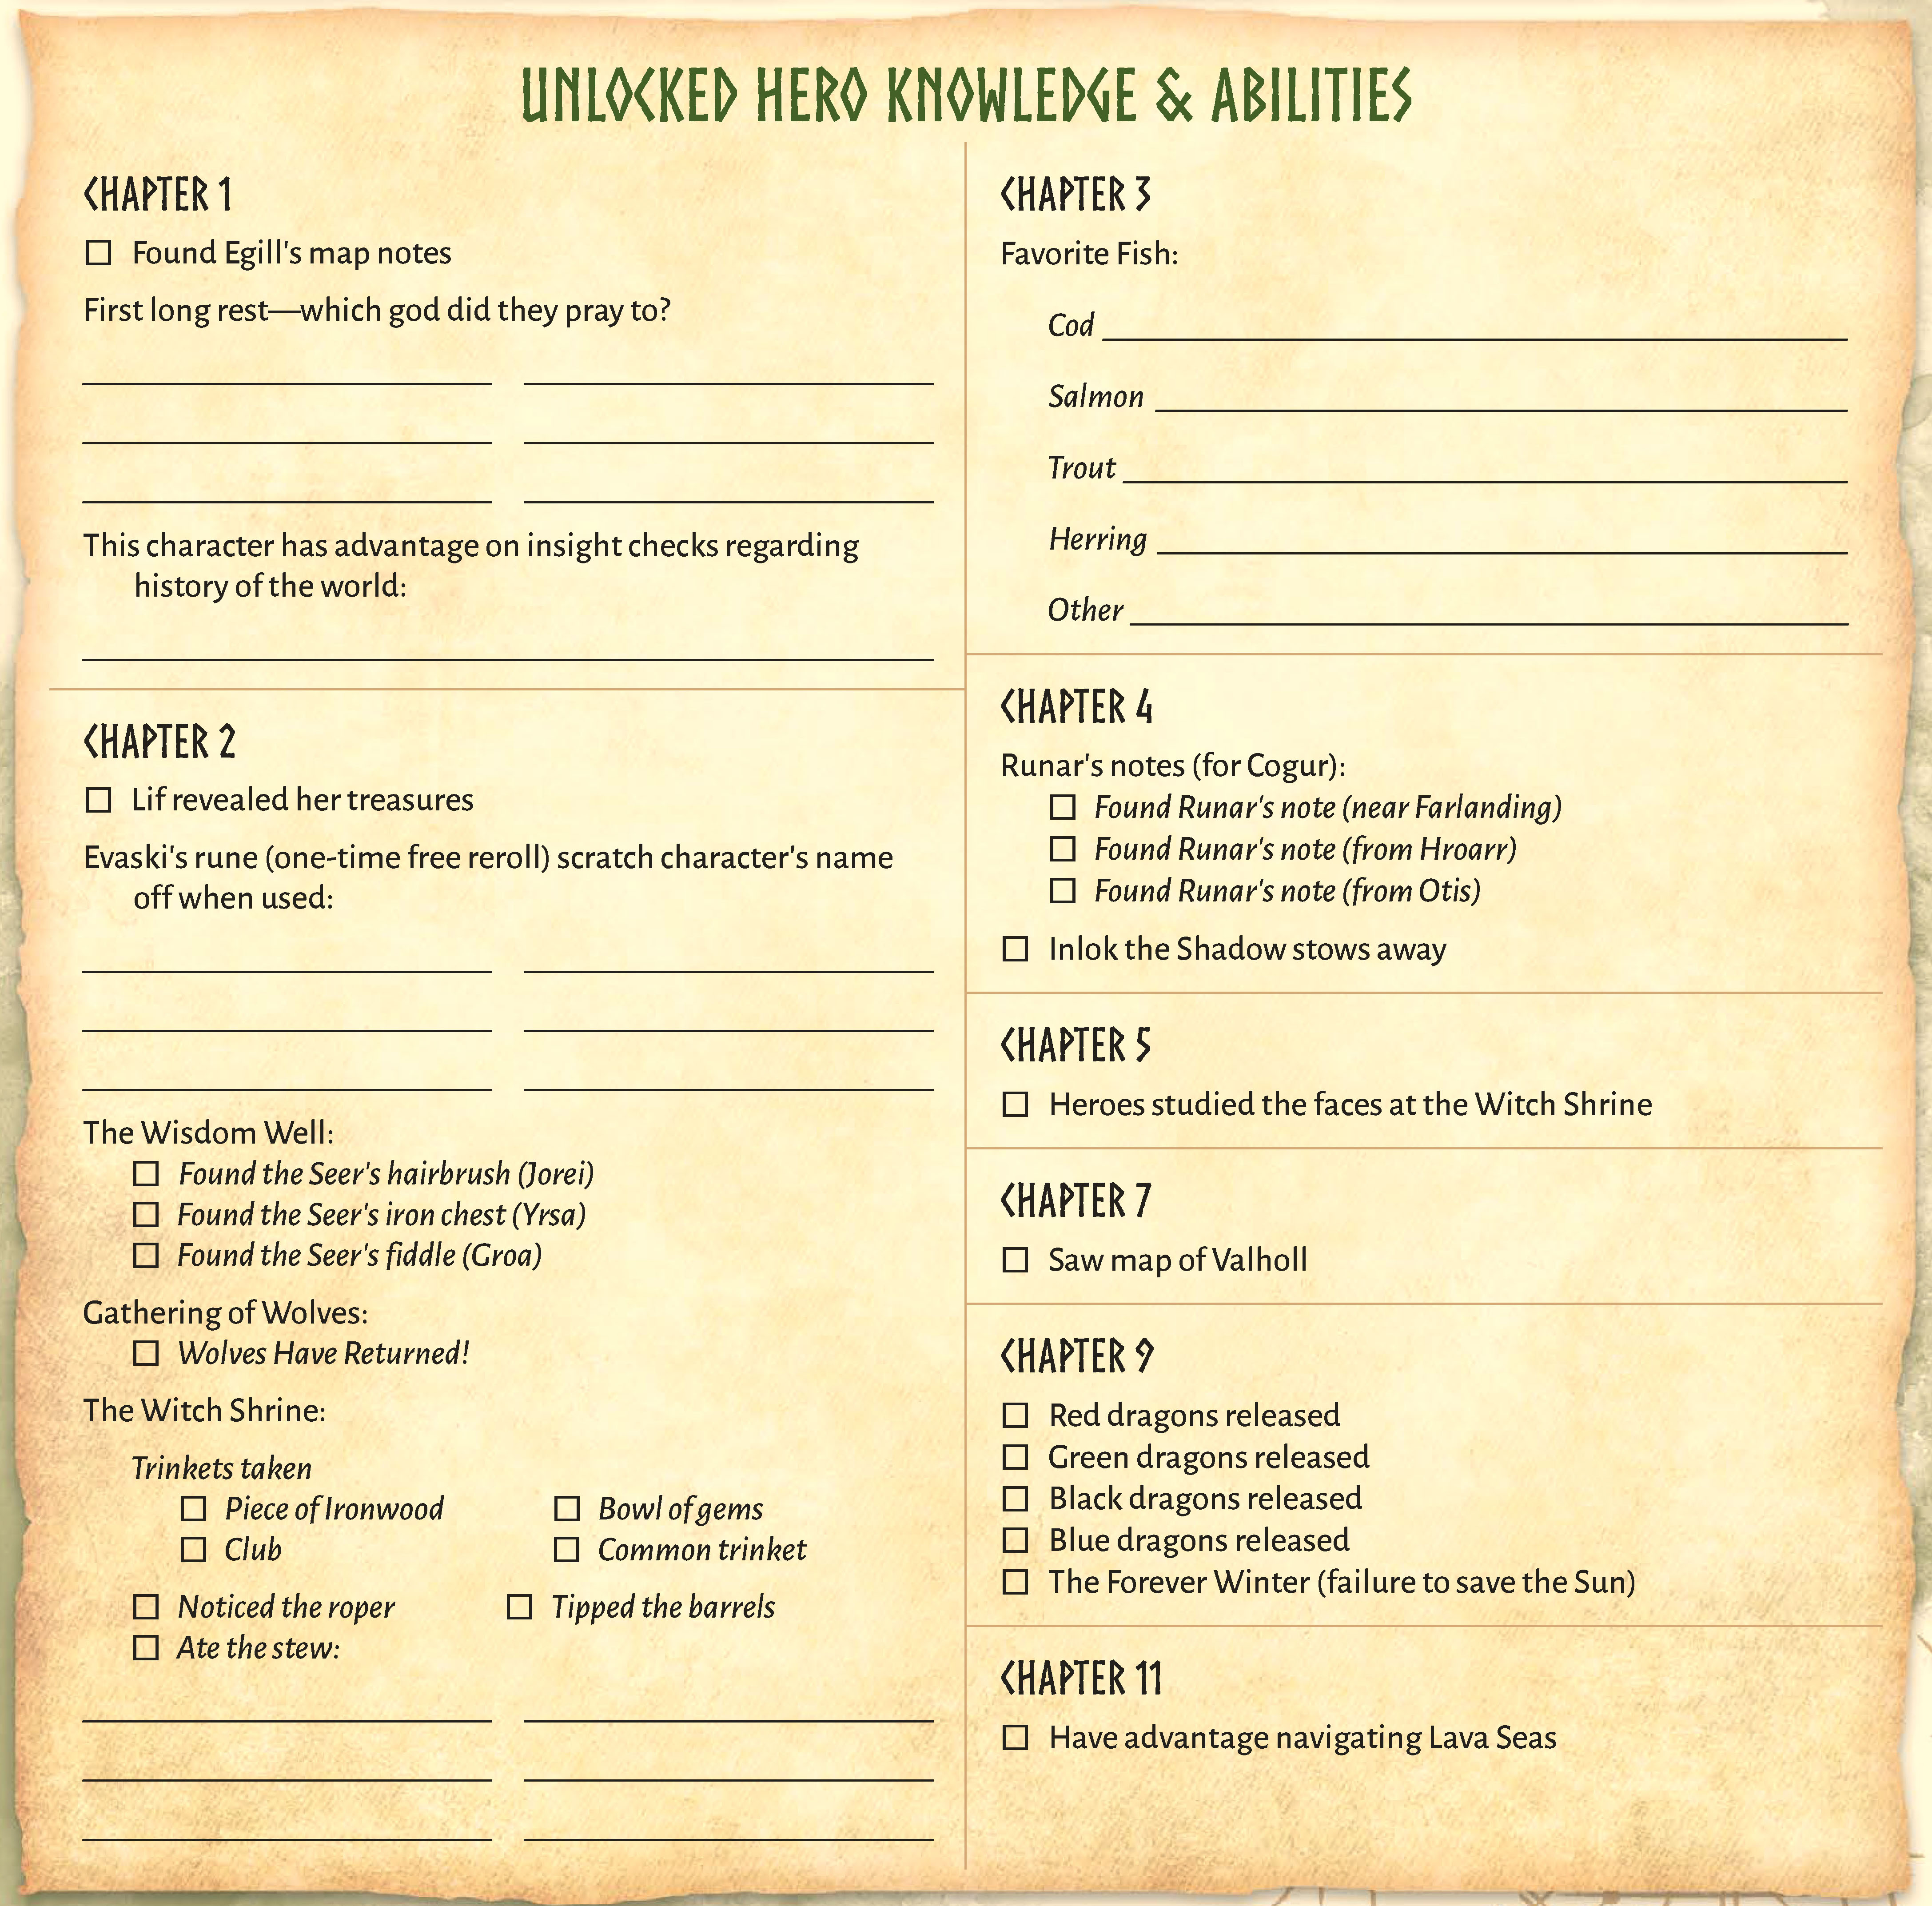 UNLOCKED HERO KNOWLEDGE & ABILITIES
CHAPTER 1
Found Egill's map notes
First long rest—which god did they pray to?
This character has advantage on insight checks regarding
history of the world:
CHAPTER 2
Lif revealed her treasures
Evaski's rune (one-time free reroll) scratch character's name
off when used:
The Wisdom Well:
Found the Seer's hairbrush (Jorei)
Found the Seer's iron chest (Yrsa)
Found the Seer's fiddle (Groa)
Gathering of Wolves:
Wolves Have Returned!
The Witch Shrine:
Trinkets taken
Piece of Ironwood
Bowl of gems
Club
Common trinket
Noticed the roper
Tipped the barrels
Ate the stew:
CHAPTER 3
Favorite Fish:
Cod
Salmon
Trout
Herring
Other
CHAPTER 4
Runar's notes (for Cogur):
Found Runar's note (near Farlanding)
Found Runar's note (from Hroarr)
Found Runar's note (from Otis)
Inlok the Shadow stows away
CHAPTER 5
Heroes studied the faces at the Witch Shrine
CHAPTER 7
Saw map of Valholl
CHAPTER 9
Red dragons released
Green dragons released
Black dragons released
Blue dragons released
The Forever Winter (failure to save the Sun)
CHAPTER 11
Have advantage navigating Lava Seas